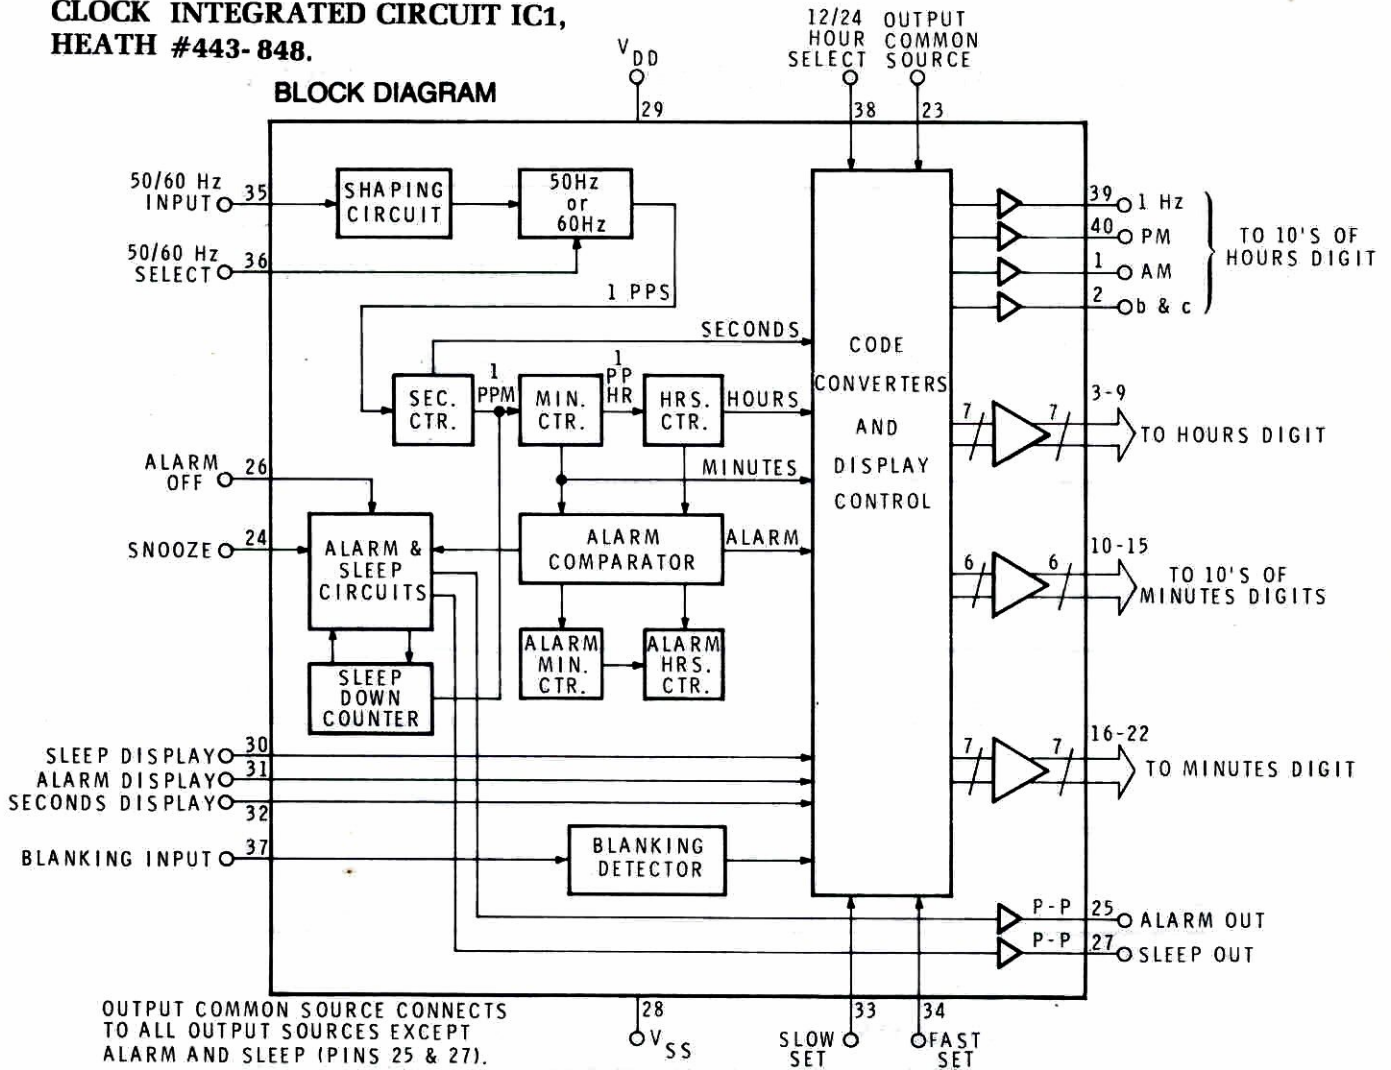 CLOCK INTEGRATED CIRCUIT IC1,
HEATH #443-848.
BLOCK DIAGRAM
VDD
29
12/24
HOUR
SELECT
38
OUTPUT
COMMON
SOURCE
23
50/60 Hz
INPUT
35
SHAPING
CIRCUIT
50Hz
or
60Hz
50/60 Hz
SELECT
36
1 PPS
39
1 Hz
40
PM
1
AM
2
b & c
TO 10'S OF
HOURS DIGIT
SECONDS
CODE
CONVERTERS
AND
DISPLAY
CONTROL
SEC.
CTR.
1
PPM
MIN.
CTR.
1
PP
HR
HRS.
CTR.
HOURS
7
7
3-9
TO HOURS DIGIT
ALARM
OFF
26
MINUTES
SNOOZE
24
ALARM &
SLEEP
CIRCUITS
ALARM
COMPARATOR
ALARM
6
6
10-15
TO 10'S OF
MINUTES DIGITS
ALARM
MIN.
CTR.
ALARM
HRS.
CTR.
SLEEP
DOWN
COUNTER
SLEEP DISPLAY
30
ALARM DISPLAY
31
SECONDS DISPLAY
32
7
7
16-22
TO MINUTES DIGIT
BLANKING INPUT
37
BLANKING
DETECTOR
P-P
25
ALARM OUT
P-P
27
SLEEP OUT
OUTPUT COMMON SOURCE CONNECTS
TO ALL OUTPUT SOURCES EXCEPT
ALARM AND SLEEP (PINS 25 & 27).
28
VSS
33
SLOW
SET
34
FAST
SET